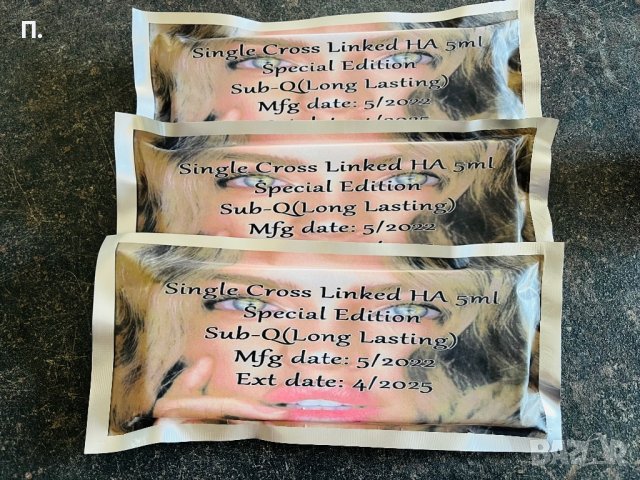 П.
Single Cross Linked HA 5ml
Special Edition
Sub-Q(Long Lasting)
Mfg date: 5/2022
Single Cross Linked HA 5ml
Special Edition
Sub-Q(Long Lasting)
Mfg date: 5/2022
Single Cross Linked HA 5ml
Special Edition
Sub-Q(Long Lasting)
Mfg date: 5/2022
Ext date: 4/2025
BAZAR